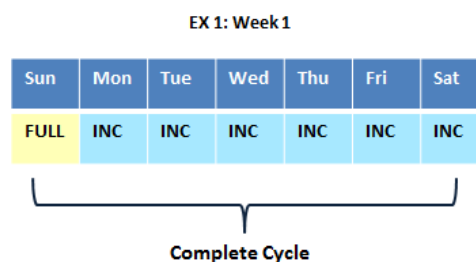 EX 1: Week 1
Sun Mon Tue Wed Thu Fri Sat
FULL INC INC INC INC INC INC
Complete Cycle